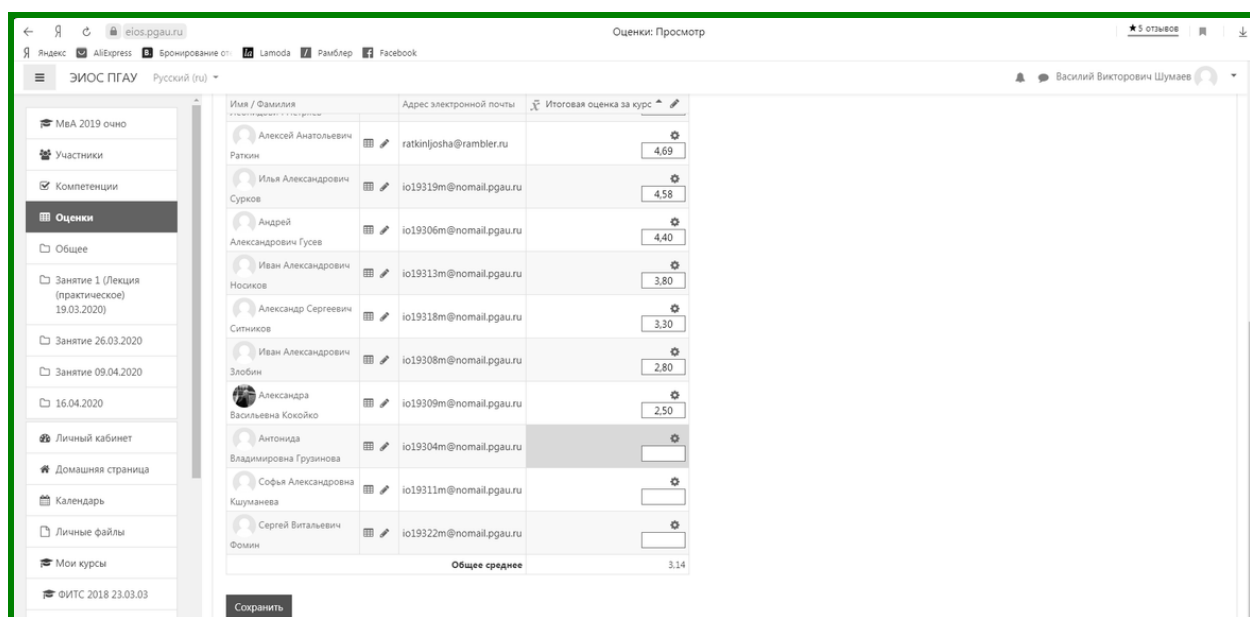 eios.pgau.ru
Оценки: Просмотр
★ 5 отзывов
Яндекс AliExpress Бронирование от Lamoda Рамблер Facebook
ЭИОС ПГАУ Русский (ru)
Василий Викторович Шумаев
МвА 2019 очно
Участники
Компетенции
Оценки
Общее
Занятие 1 (Лекция
(практическое)
19.03.2020)
Занятие 26.03.2020
Занятие 09.04.2020
16.04.2020
Личный кабинет
Домашняя страница
Календарь
Личные файлы
Мои курсы
ФИТС 2018 23.03.03
Имя / Фамилия Адрес электронной почты Итоговая оценка за курс
Алексей Анатольевич
Раткин
ratkinljosha@rambler.ru
4,69
Илья Александрович
Сурков
io19319m@nomail.pgau.ru
4,58
Андрей
Александрович Гусев
io19306m@nomail.pgau.ru
4,40
Иван Александрович
Носиков
io19313m@nomail.pgau.ru
3,80
Александр Сергеевич
Ситников
io19318m@nomail.pgau.ru
3,30
Иван Александрович
Злобин
io19308m@nomail.pgau.ru
2,80
Александра
Васильевна Кокойко
io19309m@nomail.pgau.ru
2,50
Антонида
Владимировна Грузинова
io19304m@nomail.pgau.ru
Софья Александровна
Кшуманева
io19311m@nomail.pgau.ru
Сергей Витальевич
Фомин
io19322m@nomail.pgau.ru
Общее среднее 3,14
Сохранить